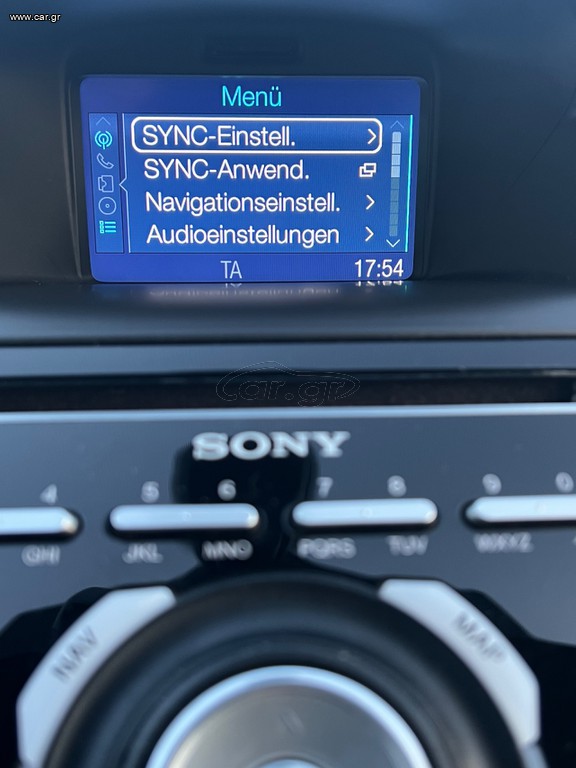 www.car.gr
Menü
SYNC-Einstell.
SYNC-Anwend.
Navigationseinstell.
Audioeinstellungen
TA 17:54
car.gr
SONY
4 5 6 7 8 9 0
GHI JKL MNO PQRS TUV WXYZ
NAV MAP